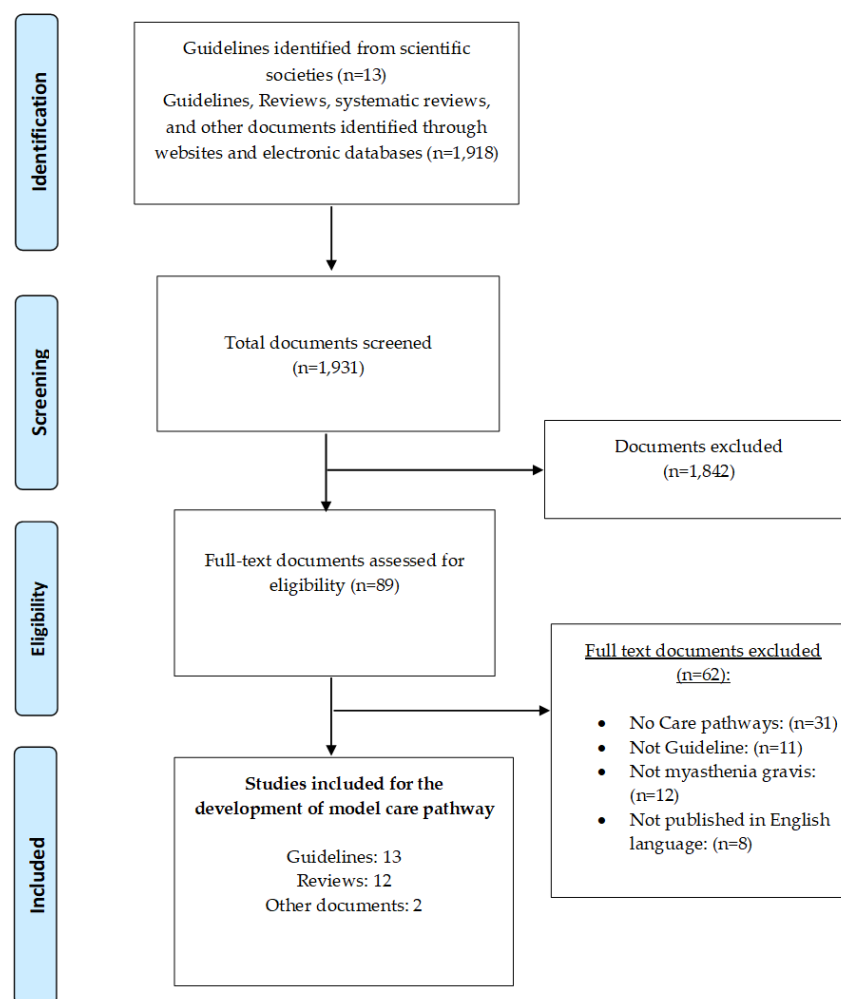 Identification
Guidelines identified from scientific
societies (n=13)
Guidelines, Reviews, systematic reviews,
and other documents identified through
websites and electronic databases (n=1,918)
Screening
Total documents screened
(n=1,931)
Documents excluded
(n=1,842)
Eligibility
Full-text documents assessed for
eligibility (n=89)
Full text documents excluded
(n=62):
• No Care pathways: (n=31)
• Not Guideline: (n=11)
• Not myasthenia gravis:
(n=12)
• Not published in English
language: (n=8)
Included
Studies included for the
development of model care pathway
Guidelines: 13
Reviews: 12
Other documents: 2